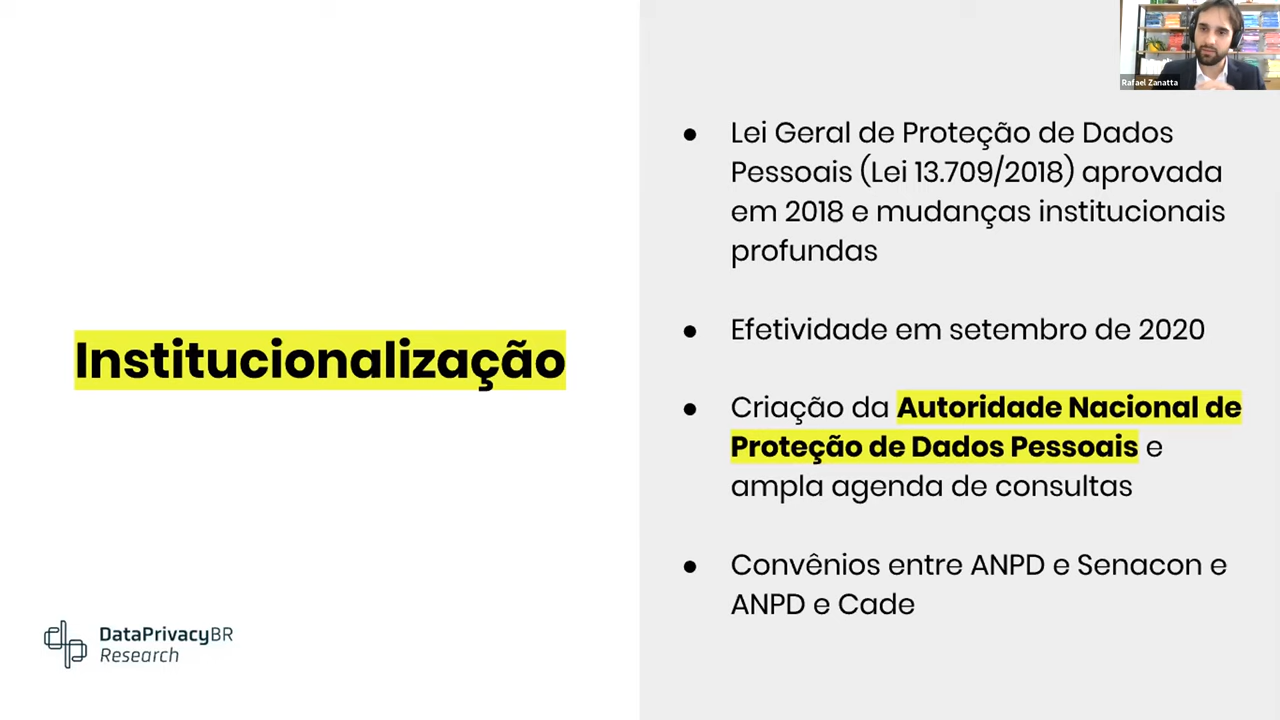 Rafael Zanatta
Institucionalização
● Lei Geral de Proteção de Dados
Pessoais (Lei 13.709/2018) aprovada
em 2018 e mudanças institucionais
profundas
● Efetividade em setembro de 2020
● Criação da Autoridade Nacional de
Proteção de Dados Pessoais e
ampla agenda de consultas
● Convênios entre ANPD e Senacon e
ANPD e Cade
DataPrivacyBR
Research